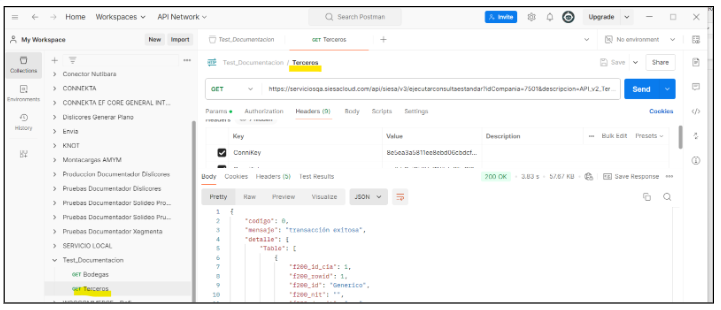 Home Workspaces API Network
Search Postman
Invite
Upgrade
My Workspace
New Import
Test_Documentacion
GET Terceros
No environment
Collections
Environments
History
Conector Nutibara
CONNEKTA
CONNEKTA EF CORE GENERAL INT...
Dislicores Generar Plano
Envia
KNOT
Montacargas AMYM
Produccion Documentador Dislicores
Pruebas Documentador Dislicores
Pruebas Documentador Solideo Pro...
Pruebas Documentador Solideo Pru...
Pruebas Documentador Xegmenta
SERVICIO LOCAL
Test_Documentacion
GET Bodegas
GET Terceros
Test_Documentacion / Terceros
Save Share
GET https://serviciosqa.siesacloud.com/api/siesa/v3/ejecutarconsultaestandar?idCompania=7501&descripcion=API_v2_Ter...
Send
Params Authorization Headers (9) Body Scripts Settings
Cookies
Key Value Description Bulk Edit Presets
ConniKey
Body Cookies Headers (5) Test Results
200 OK 3.83 s 57.67 KB Save Response
Pretty Raw Preview Visualize JSON
1 {
2 "codigo": 0,
3 "mensaje": "transacción exitosa",
4 "detalle": {
5 "Table": [
6 {
7 "f200_id_cia": 1,
8 "f200_rowid": 1,
9 "f200_id": "Generico",
10 "f200_nit": "",